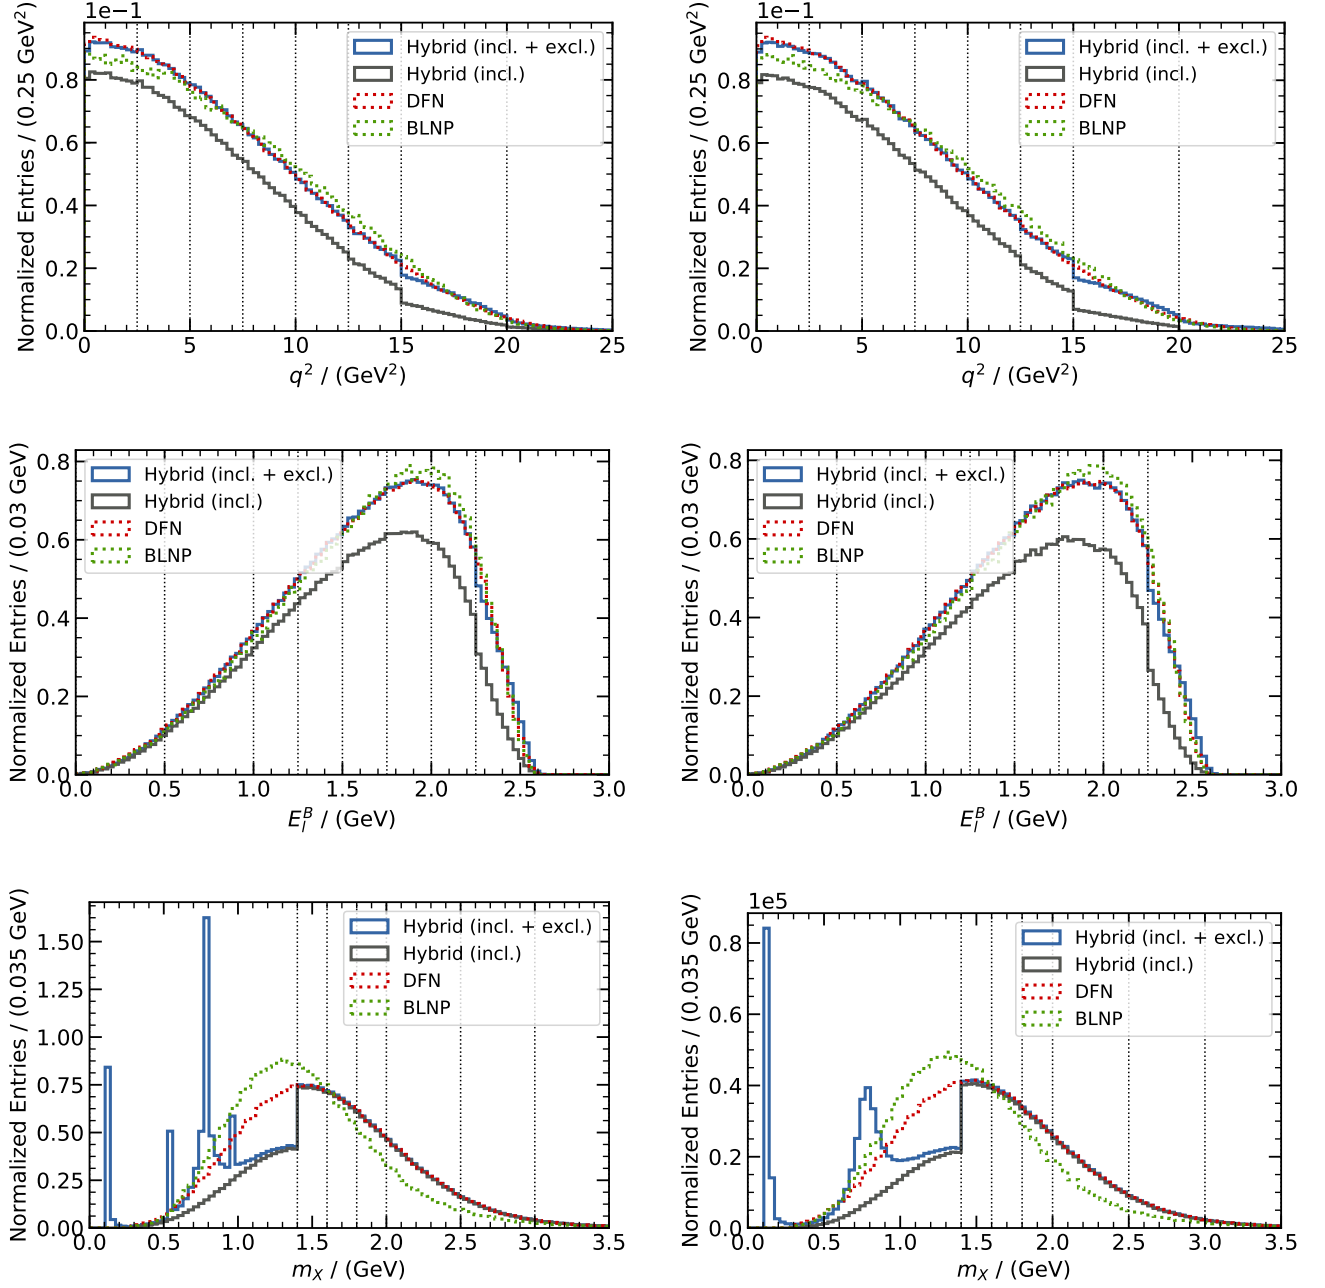 1e−1
Normalized Entries / (0.25 GeV²)
0.8
0.6
0.4
0.2
0.0
Hybrid (incl. + excl.)
Hybrid (incl.)
DFN
BLNP
0 5 10 15 20 25
q² / (GeV²)
1e−1
Normalized Entries / (0.25 GeV²)
0.8
0.6
0.4
0.2
0.0
Hybrid (incl. + excl.)
Hybrid (incl.)
DFN
BLNP
0 5 10 15 20 25
q² / (GeV²)
Normalized Entries / (0.03 GeV)
0.8
0.6
0.4
0.2
0.0
Hybrid (incl. + excl.)
Hybrid (incl.)
DFN
BLNP
0.0 0.5 1.0 1.5 2.0 2.5 3.0
E_l^B / (GeV)
Normalized Entries / (0.03 GeV)
0.8
0.6
0.4
0.2
0.0
Hybrid (incl. + excl.)
Hybrid (incl.)
DFN
BLNP
0.0 0.5 1.0 1.5 2.0 2.5 3.0
E_l^B / (GeV)
Normalized Entries / (0.035 GeV)
1.50
1.25
1.00
0.75
0.50
0.25
0.00
Hybrid (incl. + excl.)
Hybrid (incl.)
DFN
BLNP
0.0 0.5 1.0 1.5 2.0 2.5 3.0 3.5
m_X / (GeV)
1e5
Normalized Entries / (0.035 GeV)
0.8
0.6
0.4
0.2
0.0
Hybrid (incl. + excl.)
Hybrid (incl.)
DFN
BLNP
0.0 0.5 1.0 1.5 2.0 2.5 3.0 3.5
m_X / (GeV)